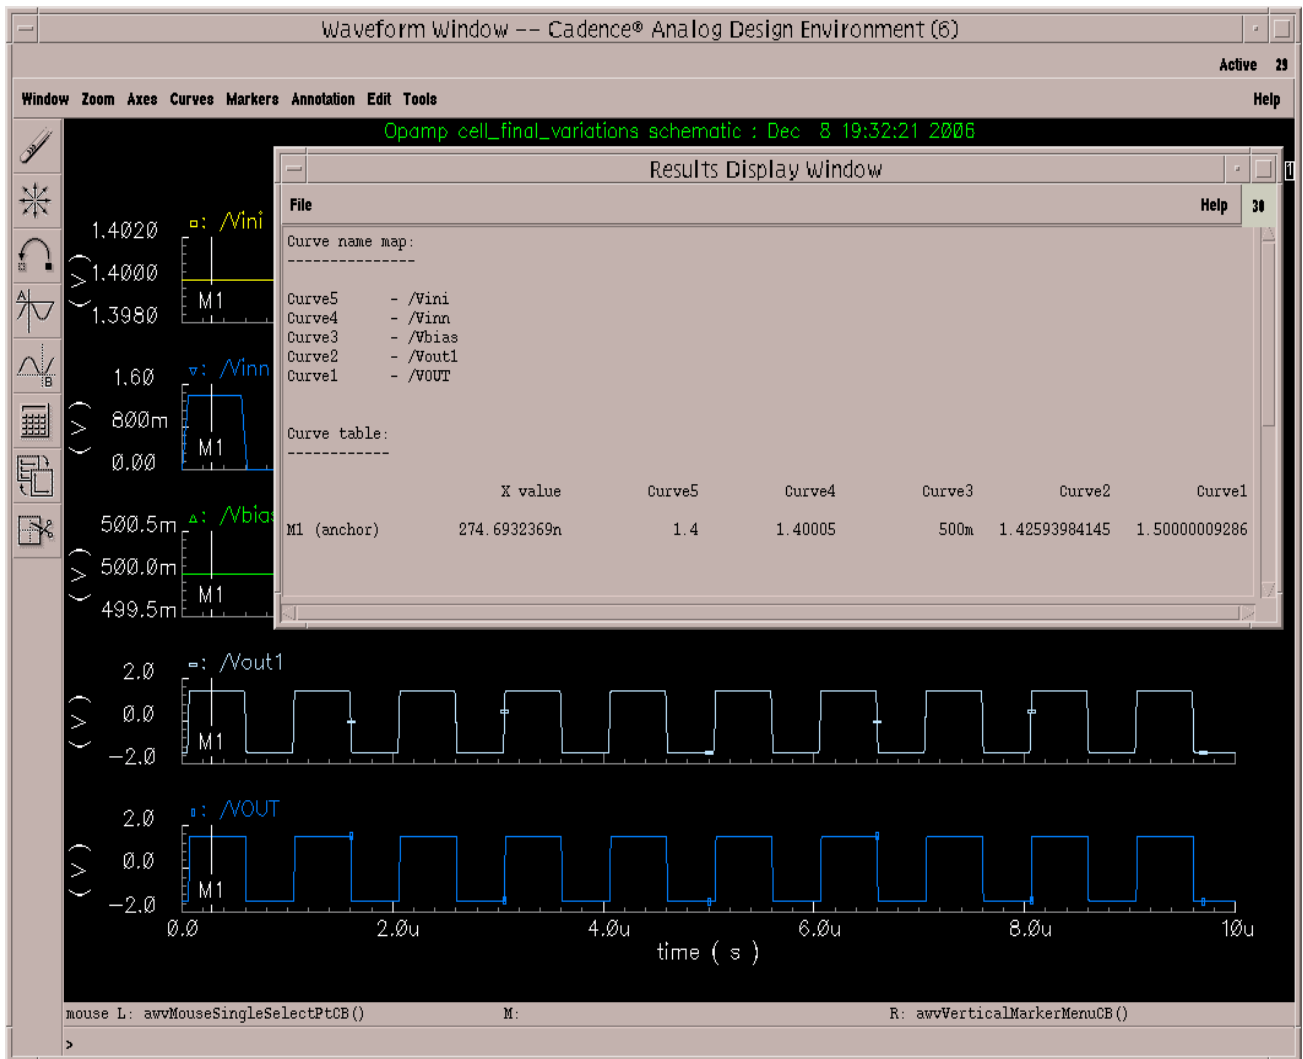 Waveform Window -- Cadence® Analog Design Environment (6)
Active 29
Window Zoom Axes Curves Markers Annotation Edit Tools Help
Opamp cell_final_variations schematic : Dec 8 19:32:21 2006
1
Results Display Window
File Help 30
Curve name map:
---------------
Curve5 - /Vini
Curve4 - /Vinn
Curve3 - /Vbias
Curve2 - /Vout1
Curve1 - /VOUT
Curve table:
------------
X value Curve5 Curve4 Curve3 Curve2 Curve1
M1 (anchor) 274.6932369n 1.4 1.40005 500m 1.42593984145 1.50000009286
A
B
1.4020 : /Vini
1.4000
(V)
1.3980 M1
1.60 : /Vinn
800m
(V)
0.00 M1
500.5m : /Vbias
500.0m
(V)
499.5m M1
: /Vout1
2.0
0.0
(V)
-2.0 M1
: /VOUT
2.0
0.0
(V)
-2.0 M1
0.0 2.0u 4.0u 6.0u 8.0u 10u
time ( s )
mouse L: awvMouseSingleSelectPtCB() M: R: awvVerticalMarkerMenuCB()
>